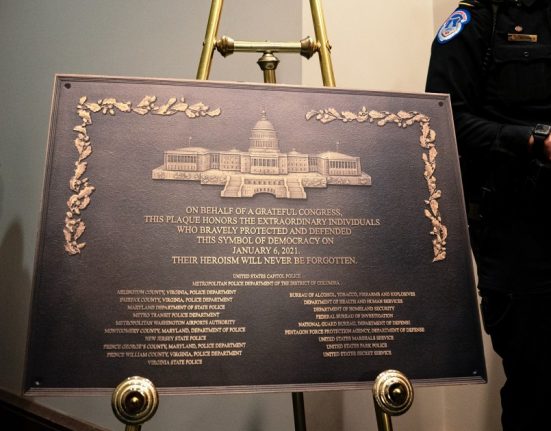 ON BEHALF OF A GRATEFUL CONGRESS,
THIS PLAQUE HONORS THE EXTRAORDINARY INDIVIDUALS
WHO BRAVELY PROTECTED AND DEFENDED
THIS SYMBOL OF DEMOCRACY ON
JANUARY 6, 2021.
THEIR HEROISM WILL NEVER BE FORGOTTEN.
UNITED STATES CAPITOL POLICE
METROPOLITAN POLICE DEPARTMENT OF THE DISTRICT OF COLUMBIA
ARLINGTON COUNTY, VIRGINIA, POLICE DEPARTMENT
FAIRFAX COUNTY, VIRGINIA, POLICE DEPARTMENT
MARYLAND DEPARTMENT OF STATE POLICE
METRO TRANSIT POLICE DEPARTMENT
METROPOLITAN WASHINGTON AIRPORTS AUTHORITY
MONTGOMERY COUNTY, MARYLAND, DEPARTMENT OF POLICE
NEW JERSEY STATE POLICE
PRINCE GEORGE'S COUNTY, MARYLAND, POLICE DEPARTMENT
PRINCE WILLIAM COUNTY, VIRGINIA, POLICE DEPARTMENT
VIRGINIA STATE POLICE
BUREAU OF ALCOHOL, TOBACCO, FIREARMS AND EXPLOSIVES
DEPARTMENT OF HEALTH AND HUMAN SERVICES
DEPARTMENT OF HOMELAND SECURITY
FEDERAL BUREAU OF INVESTIGATION
NATIONAL GUARD BUREAU, DEPARTMENT OF DEFENSE
PENTAGON FORCE PROTECTION AGENCY, DEPARTMENT OF DEFENSE
UNITED STATES MARSHALS SERVICE
UNITED STATES PARK POLICE
UNITED STATES SECRET SERVICE